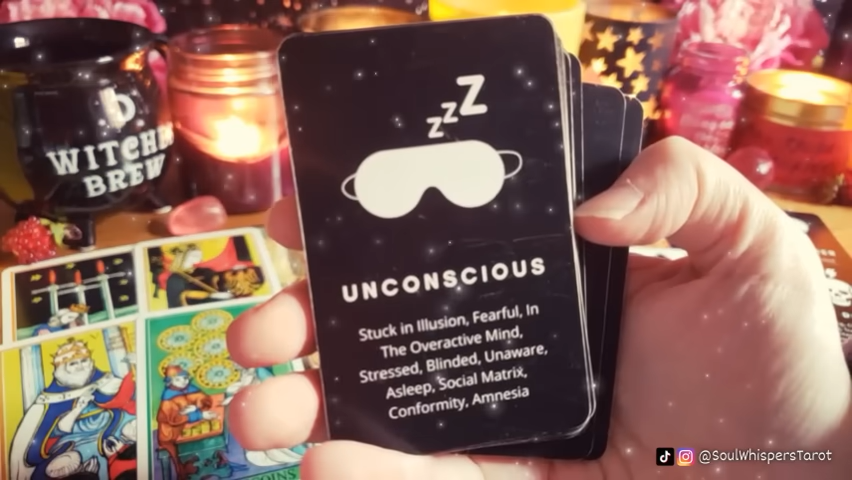 WITCHES
BREW
zzZ
UNCONSCIOUS
Stuck in Illusion, Fearful, In
The Overactive Mind,
Stressed, Blinded, Unaware,
Asleep, Social Matrix,
Conformity, Amnesia
COINS
@SoulWhispersTarot